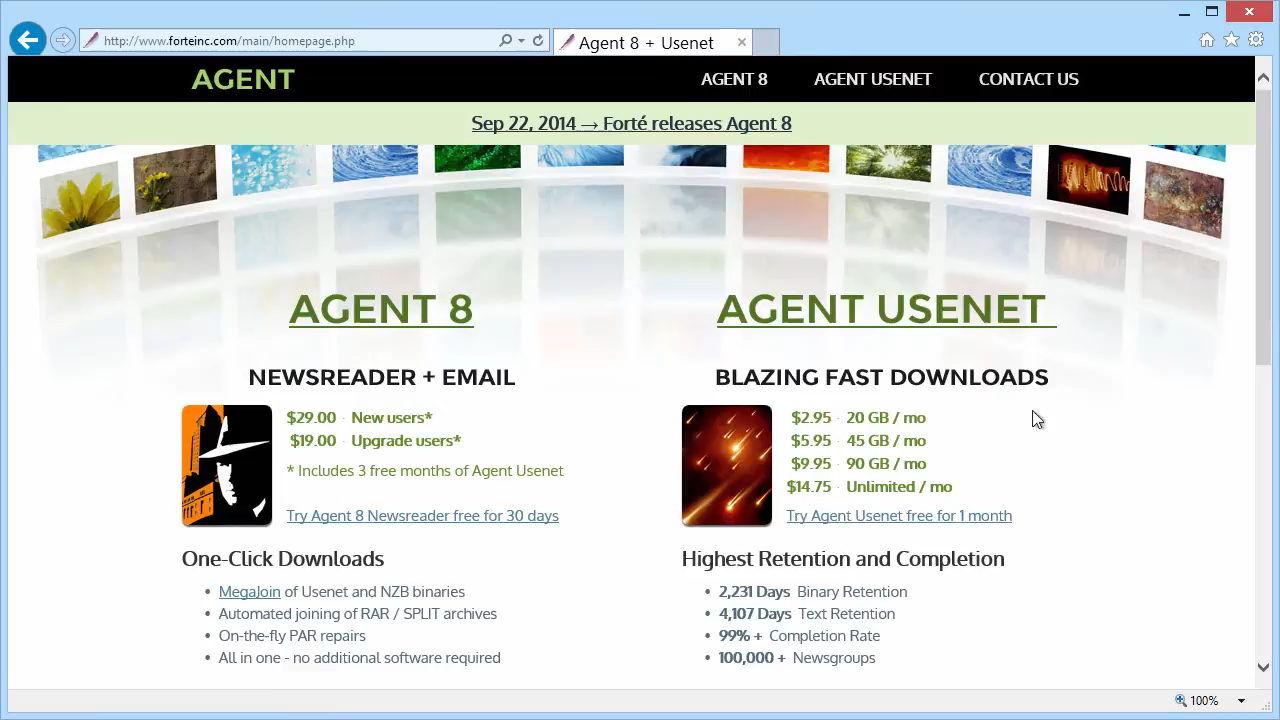 http://www.forteinc.com/main/homepage.php
Agent 8 + Usenet
AGENT
AGENT 8
AGENT USENET
CONTACT US
Sep 22, 2014 → Forté releases Agent 8
AGENT 8
NEWSREADER + EMAIL
$29.00 · New users*
$19.00 · Upgrade users*
* Includes 3 free months of Agent Usenet
Try Agent 8 Newsreader free for 30 days
One-Click Downloads
• MegaJoin of Usenet and NZB binaries
• Automated joining of RAR / SPLIT archives
• On-the-fly PAR repairs
• All in one - no additional software required
AGENT USENET
BLAZING FAST DOWNLOADS
$2.95 · 20 GB / mo
$5.95 · 45 GB / mo
$9.95 · 90 GB / mo
$14.75 · Unlimited / mo
Try Agent Usenet free for 1 month
Highest Retention and Completion
• 2,231 Days Binary Retention
• 4,107 Days Text Retention
• 99% + Completion Rate
• 100,000 + Newsgroups
100%